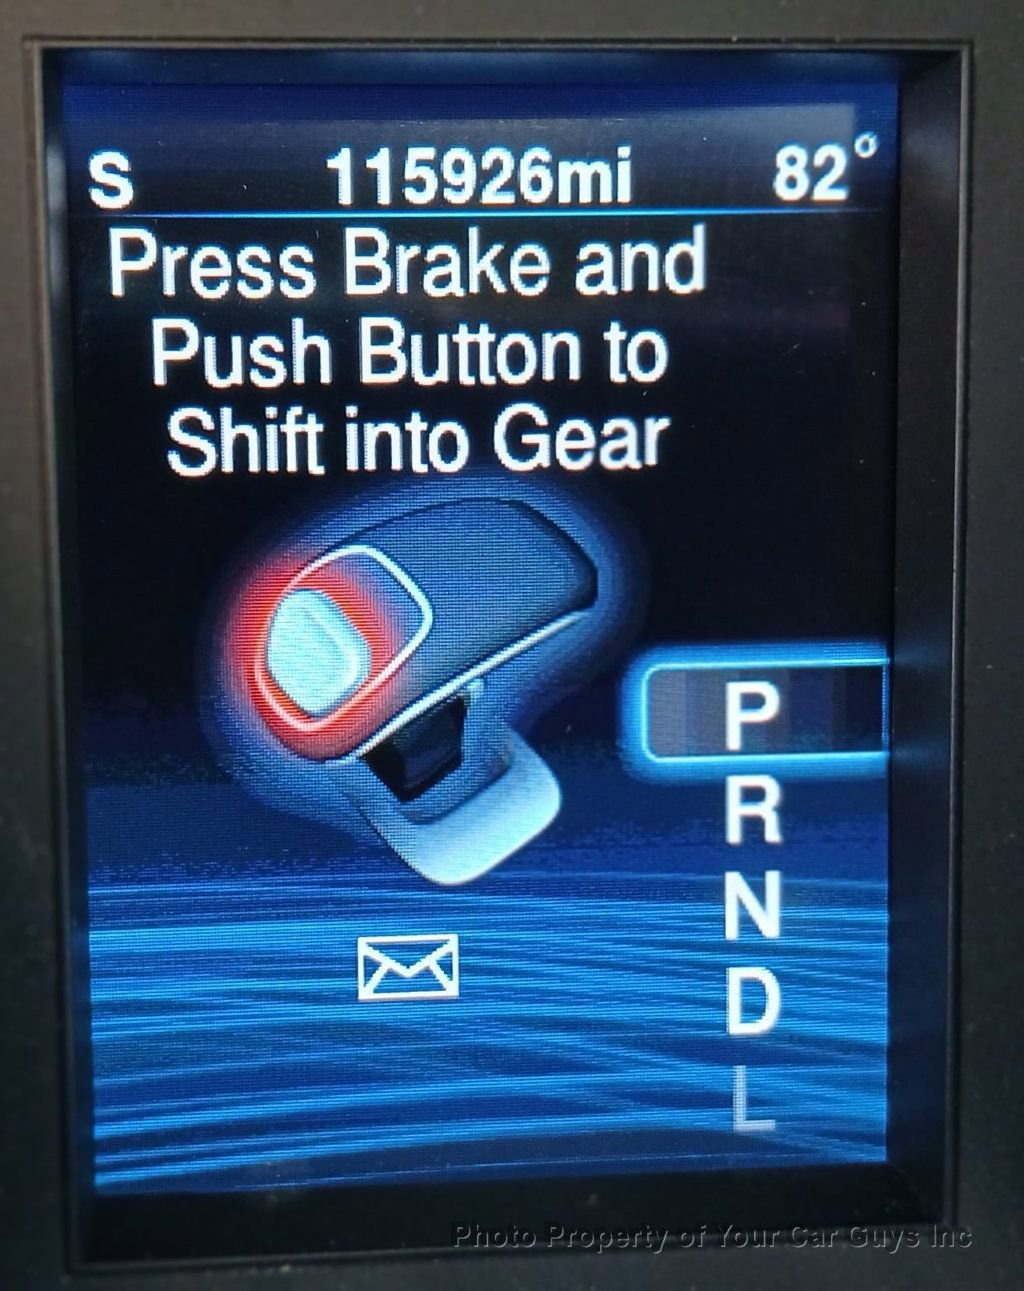 S 115926mi 82°
Press Brake and
Push Button to
Shift into Gear
P
R
N
D
L
Photo Property of Your Car Guys Inc